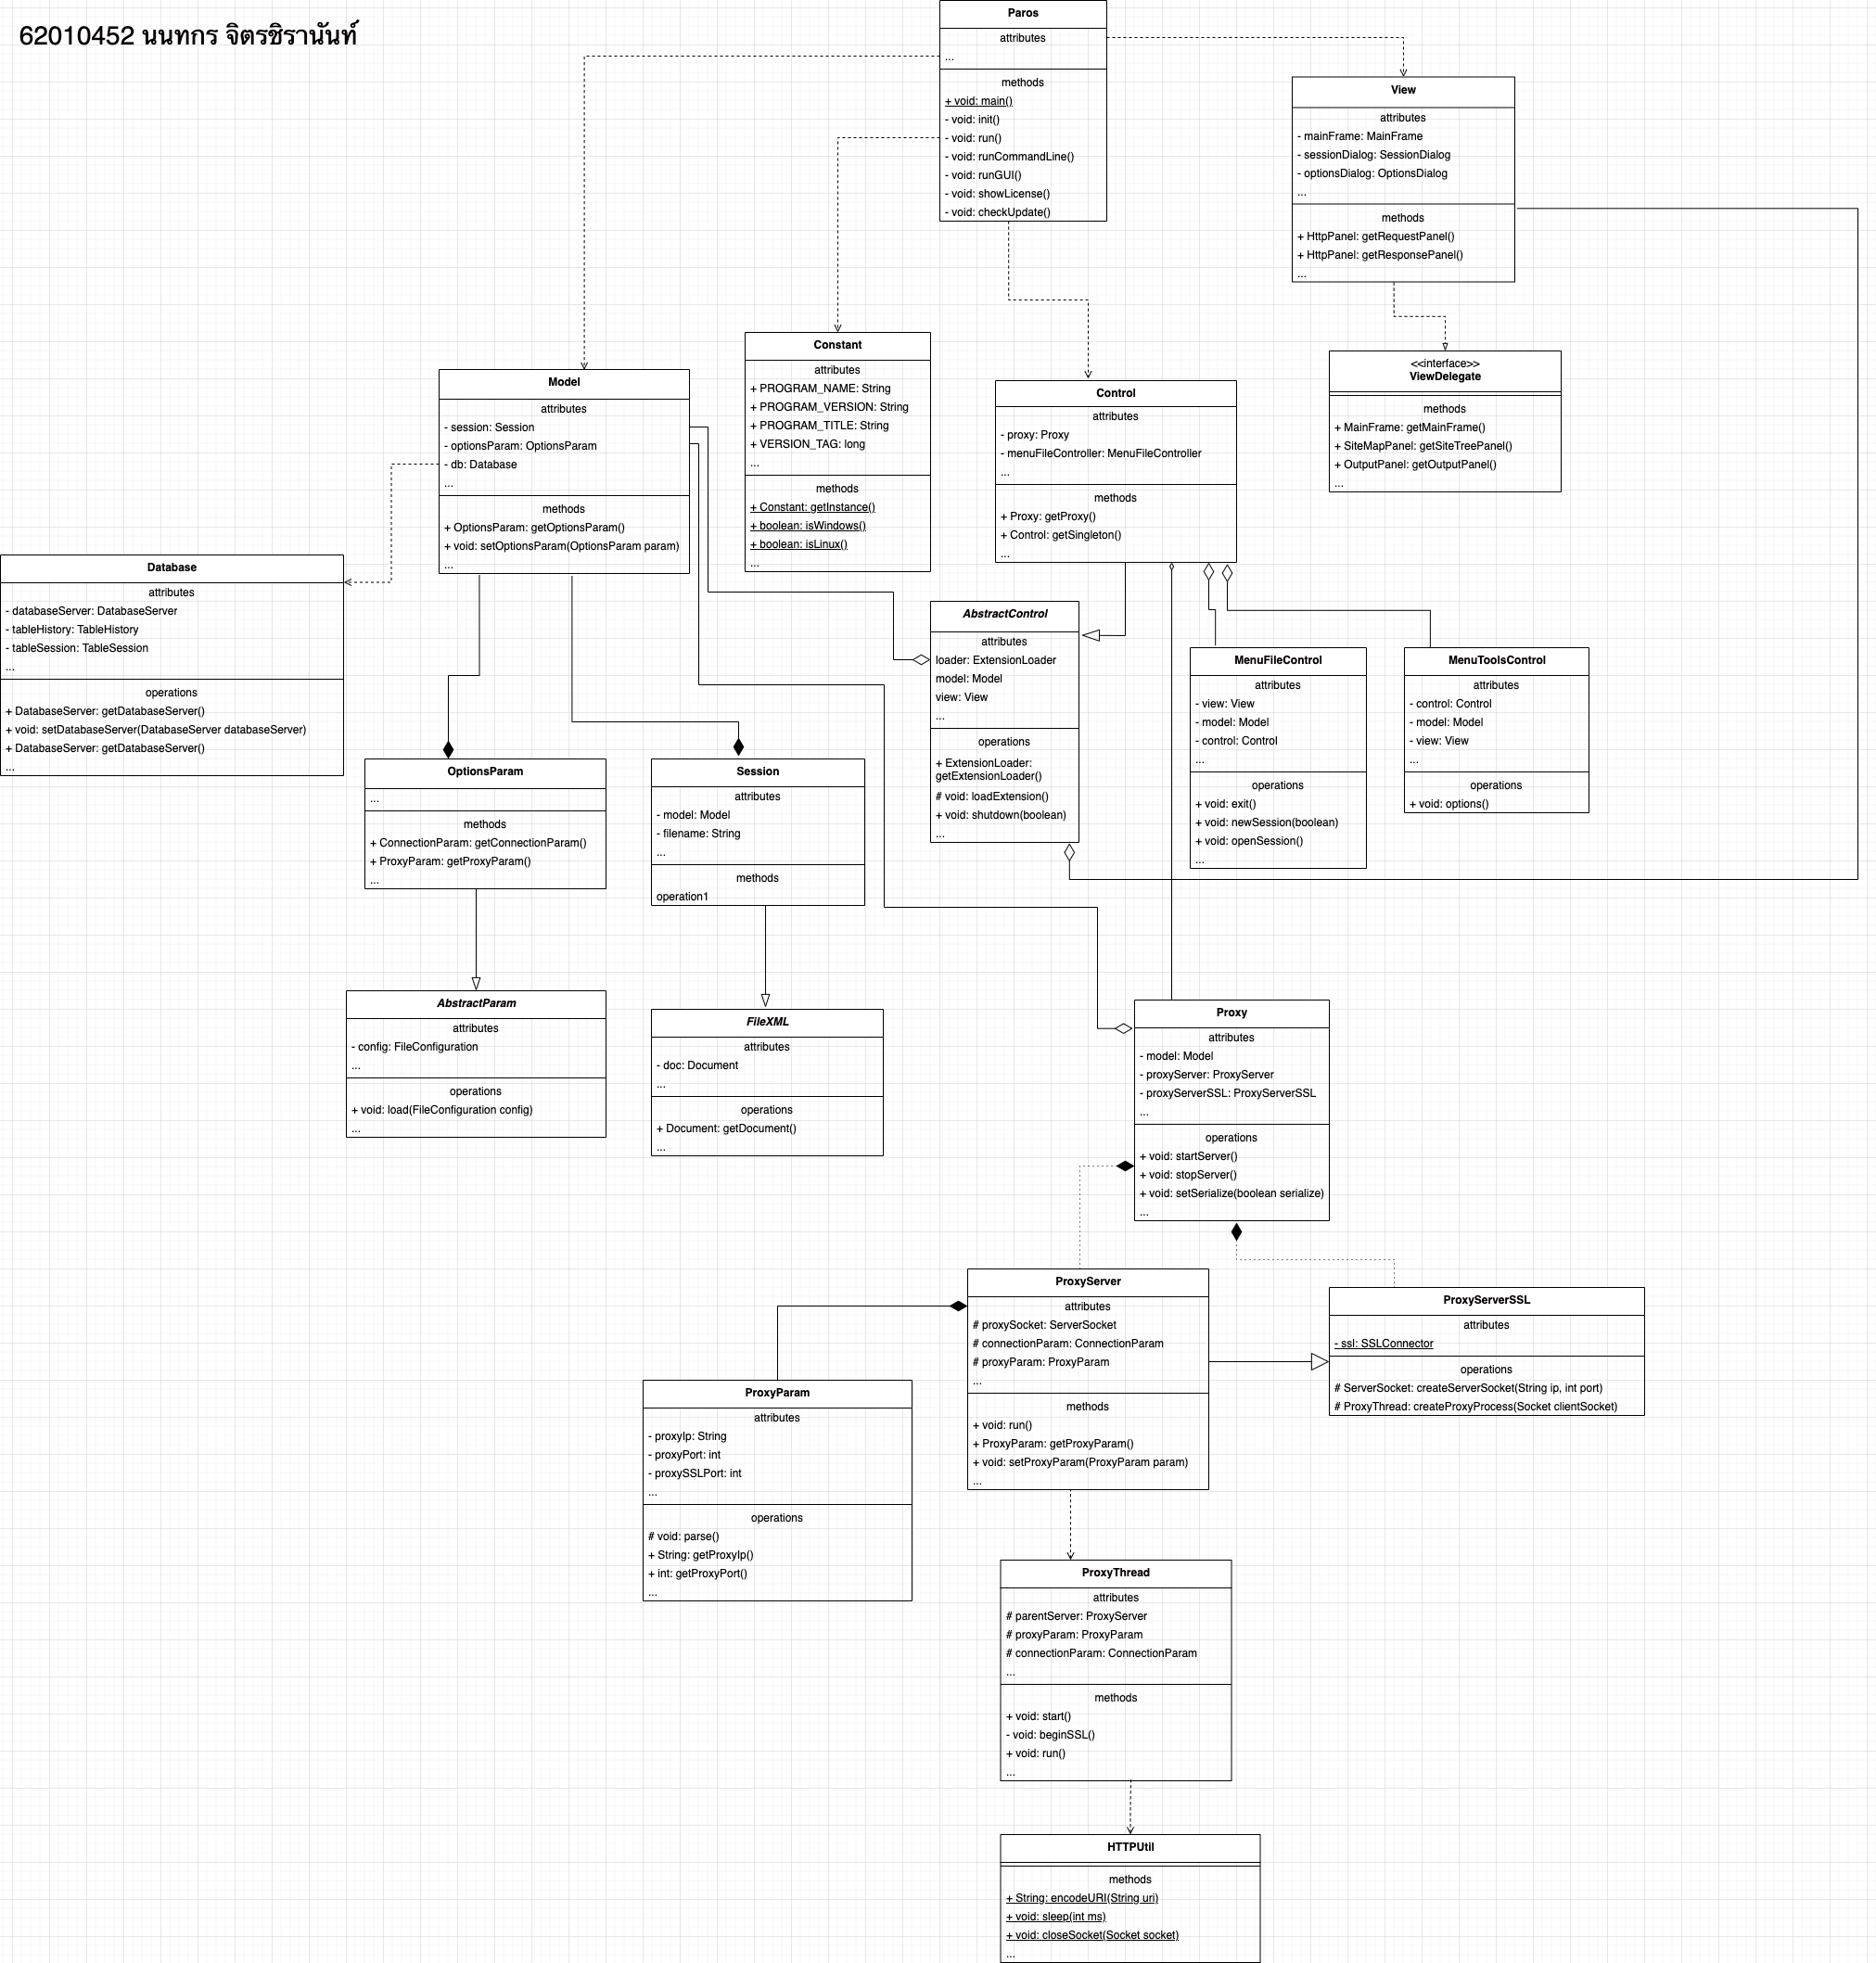 62010452 นนทกร จิตรชิรานันท์
Paros
attributes
...
methods
+ void: main()
- void: init()
- void: run()
- void: runCommandLine()
- void: runGUI()
- void: showLicense()
- void: checkUpdate()
View
attributes
- mainFrame: MainFrame
- sessionDialog: SessionDialog
- optionsDialog: OptionsDialog
...
methods
+ HttpPanel: getRequestPanel()
+ HttpPanel: getResponsePanel()
...
Constant
attributes
+ PROGRAM_NAME: String
+ PROGRAM_VERSION: String
+ PROGRAM_TITLE: String
+ VERSION_TAG: long
...
methods
+ Constant: getInstance()
+ boolean: isWindows()
+ boolean: isLinux()
...
<<interface>>
ViewDelegate
methods
+ MainFrame: getMainFrame()
+ SiteMapPanel: getSiteTreePanel()
+ OutputPanel: getOutputPanel()
...
Model
attributes
- session: Session
- optionsParam: OptionsParam
- db: Database
...
methods
+ OptionsParam: getOptionsParam()
+ void: setOptionsParam(OptionsParam param)
...
Control
attributes
- proxy: Proxy
- menuFileController: MenuFileController
...
methods
+ Proxy: getProxy()
+ Control: getSingleton()
...
Database
attributes
- databaseServer: DatabaseServer
- tableHistory: TableHistory
- tableSession: TableSession
...
operations
+ DatabaseServer: getDatabaseServer()
+ void: setDatabaseServer(DatabaseServer databaseServer)
+ DatabaseServer: getDatabaseServer()
...
AbstractControl
attributes
loader: ExtensionLoader
model: Model
view: View
...
operations
+ ExtensionLoader:
getExtensionLoader()
# void: loadExtension()
+ void: shutdown(boolean)
...
MenuFileControl
attributes
- view: View
- model: Model
- control: Control
...
operations
+ void: exit()
+ void: newSession(boolean)
+ void: openSession()
...
MenuToolsControl
attributes
- control: Control
- model: Model
- view: View
...
operations
+ void: options()
OptionsParam
...
methods
+ ConnectionParam: getConnectionParam()
+ ProxyParam: getProxyParam()
...
Session
attributes
- model: Model
- filename: String
...
methods
operation1
AbstractParam
attributes
- config: FileConfiguration
...
operations
+ void: load(FileConfiguration config)
...
FileXML
attributes
- doc: Document
...
operations
+ Document: getDocument()
...
Proxy
attributes
- model: Model
- proxyServer: ProxyServer
- proxyServerSSL: ProxyServerSSL
...
operations
+ void: startServer()
+ void: stopServer()
+ void: setSerialize(boolean serialize)
...
ProxyServer
attributes
# proxySocket: ServerSocket
# connectionParam: ConnectionParam
# proxyParam: ProxyParam
...
methods
+ void: run()
+ ProxyParam: getProxyParam()
+ void: setProxyParam(ProxyParam param)
...
ProxyServerSSL
attributes
- ssl: SSLConnector
operations
# ServerSocket: createServerSocket(String ip, int port)
# ProxyThread: createProxyProcess(Socket clientSocket)
ProxyParam
attributes
- proxyIp: String
- proxyPort: int
- proxySSLPort: int
...
operations
# void: parse()
+ String: getProxyIp()
+ int: getProxyPort()
...
ProxyThread
attributes
# parentServer: ProxyServer
# proxyParam: ProxyParam
# connectionParam: ConnectionParam
...
methods
+ void: start()
- void: beginSSL()
+ void: run()
...
HTTPUtil
methods
+ String: encodeURI(String uri)
+ void: sleep(int ms)
+ void: closeSocket(Socket socket)
...